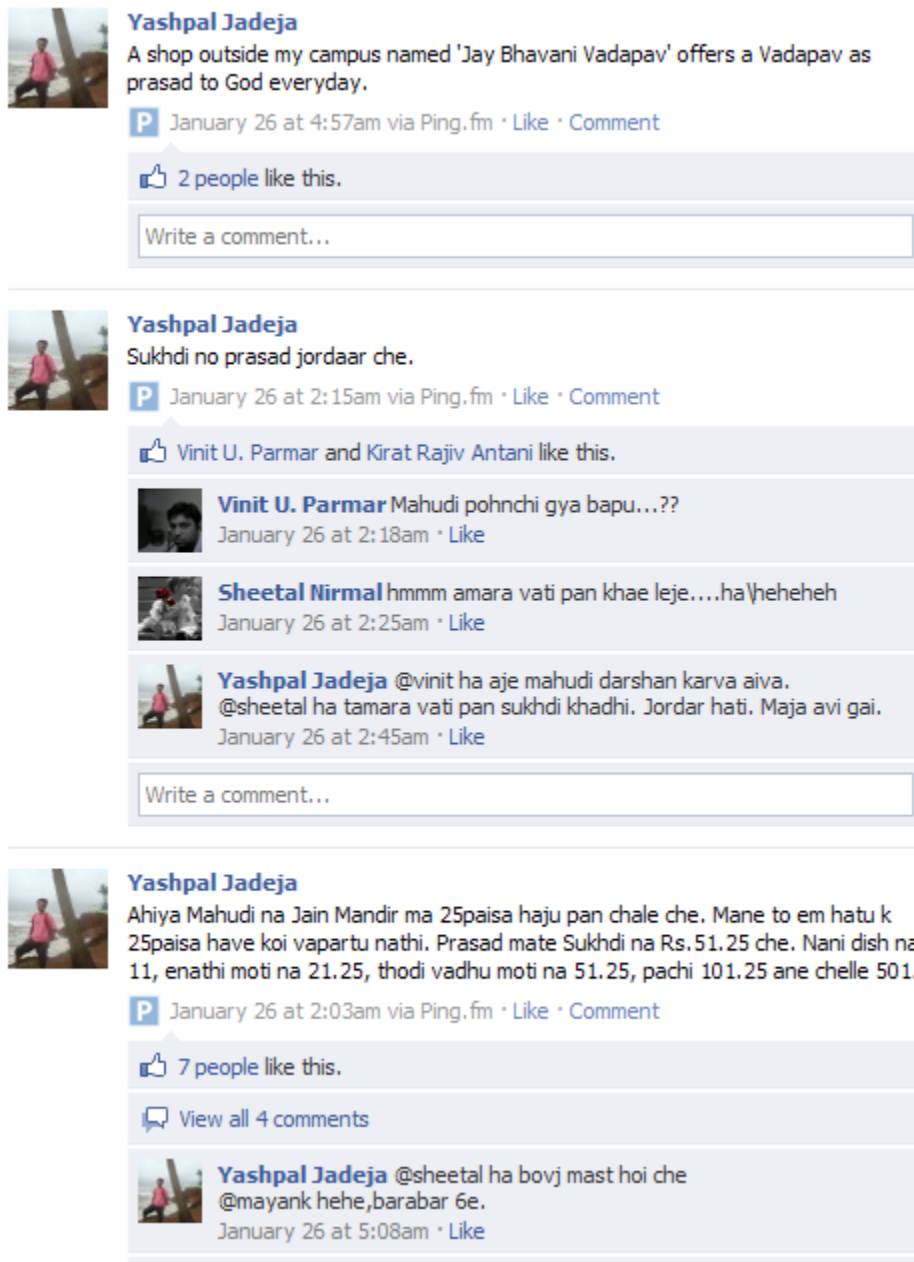 Yashpal Jadeja
A shop outside my campus named 'Jay Bhavani Vadapav' offers a Vadapav as
prasad to God everyday.
P January 26 at 4:57am via Ping.fm · Like · Comment
2 people like this.
Write a comment...
Yashpal Jadeja
Sukhdi no prasad jordaar che.
P January 26 at 2:15am via Ping.fm · Like · Comment
Vinit U. Parmar and Kirat Rajiv Antani like this.
Vinit U. Parmar Mahudi pohnchi gya bapu...??
January 26 at 2:18am · Like
Sheetal Nirmal hmmm amara vati pan khae leje....ha\heheheh
January 26 at 2:25am · Like
Yashpal Jadeja @vinit ha aje mahudi darshan karva aiva.
@sheetal ha tamara vati pan sukhdi khadhi. Jordar hati. Maja avi gai.
January 26 at 2:45am · Like
Write a comment...
Yashpal Jadeja
Ahiya Mahudi na Jain Mandir ma 25paisa haju pan chale che. Mane to em hatu k
25paisa have koi vapartu nathi. Prasad mate Sukhdi na Rs.51.25 che. Nani dish na
11, enathi moti na 21.25, thodi vadhu moti na 51.25, pachi 101.25 ane chelle 501.
P January 26 at 2:03am via Ping.fm · Like · Comment
7 people like this.
View all 4 comments
Yashpal Jadeja @sheetal ha bovj mast hoi che
@mayank hehe,barabar 6e.
January 26 at 5:08am · Like